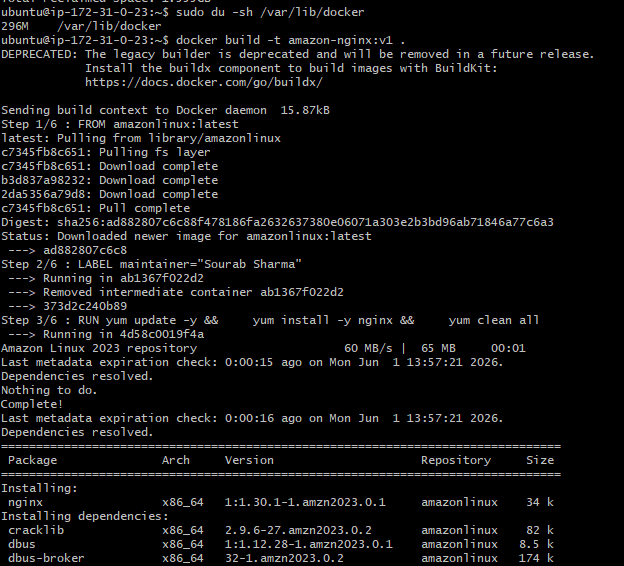 Total reclaimed space: 1.999GB
ubuntu@ip-172-31-0-23:~$ sudo du -sh /var/lib/docker
296M    /var/lib/docker
ubuntu@ip-172-31-0-23:~$ docker build -t amazon-nginx:v1 .
DEPRECATED: The legacy builder is deprecated and will be removed in a future release.
            Install the buildx component to build images with BuildKit:
            https://docs.docker.com/go/buildx/

Sending build context to Docker daemon  15.87kB
Step 1/6 : FROM amazonlinux:latest
latest: Pulling from library/amazonlinux
c7345fb8c651: Pulling fs layer
c7345fb8c651: Download complete
b3d837a98232: Download complete
2da5356a79d8: Download complete
c7345fb8c651: Pull complete
Digest: sha256:ad882807c6c88f478186fa2632637380e06071a303e2b3bd96ab71846a77c6a3
Status: Downloaded newer image for amazonlinux:latest
 ---> ad882807c6c8
Step 2/6 : LABEL maintainer="Sourab Sharma"
 ---> Running in ab1367f022d2
 ---> Removed intermediate container ab1367f022d2
 ---> 373d2c240b89
Step 3/6 : RUN yum update -y &&     yum install -y nginx &&     yum clean all
 ---> Running in 4d58c0019f4a
Amazon Linux 2023 repository                     60 MB/s |  65 MB     00:01
Last metadata expiration check: 0:00:15 ago on Mon Jun  1 13:57:21 2026.
Dependencies resolved.
Nothing to do.
Complete!
Last metadata expiration check: 0:00:16 ago on Mon Jun  1 13:57:21 2026.
Dependencies resolved.
================================================================================
 Package               Arch     Version                     Repository     Size
================================================================================
Installing:
 nginx                 x86_64   1:1.30.1-1.amzn2023.0.1     amazonlinux    34 k
Installing dependencies:
 cracklib              x86_64   2.9.6-27.amzn2023.0.2       amazonlinux    82 k
 dbus                  x86_64   1:1.12.28-1.amzn2023.0.1    amazonlinux   8.5 k
 dbus-broker           x86_64   32-1.amzn2023.0.2           amazonlinux   174 k